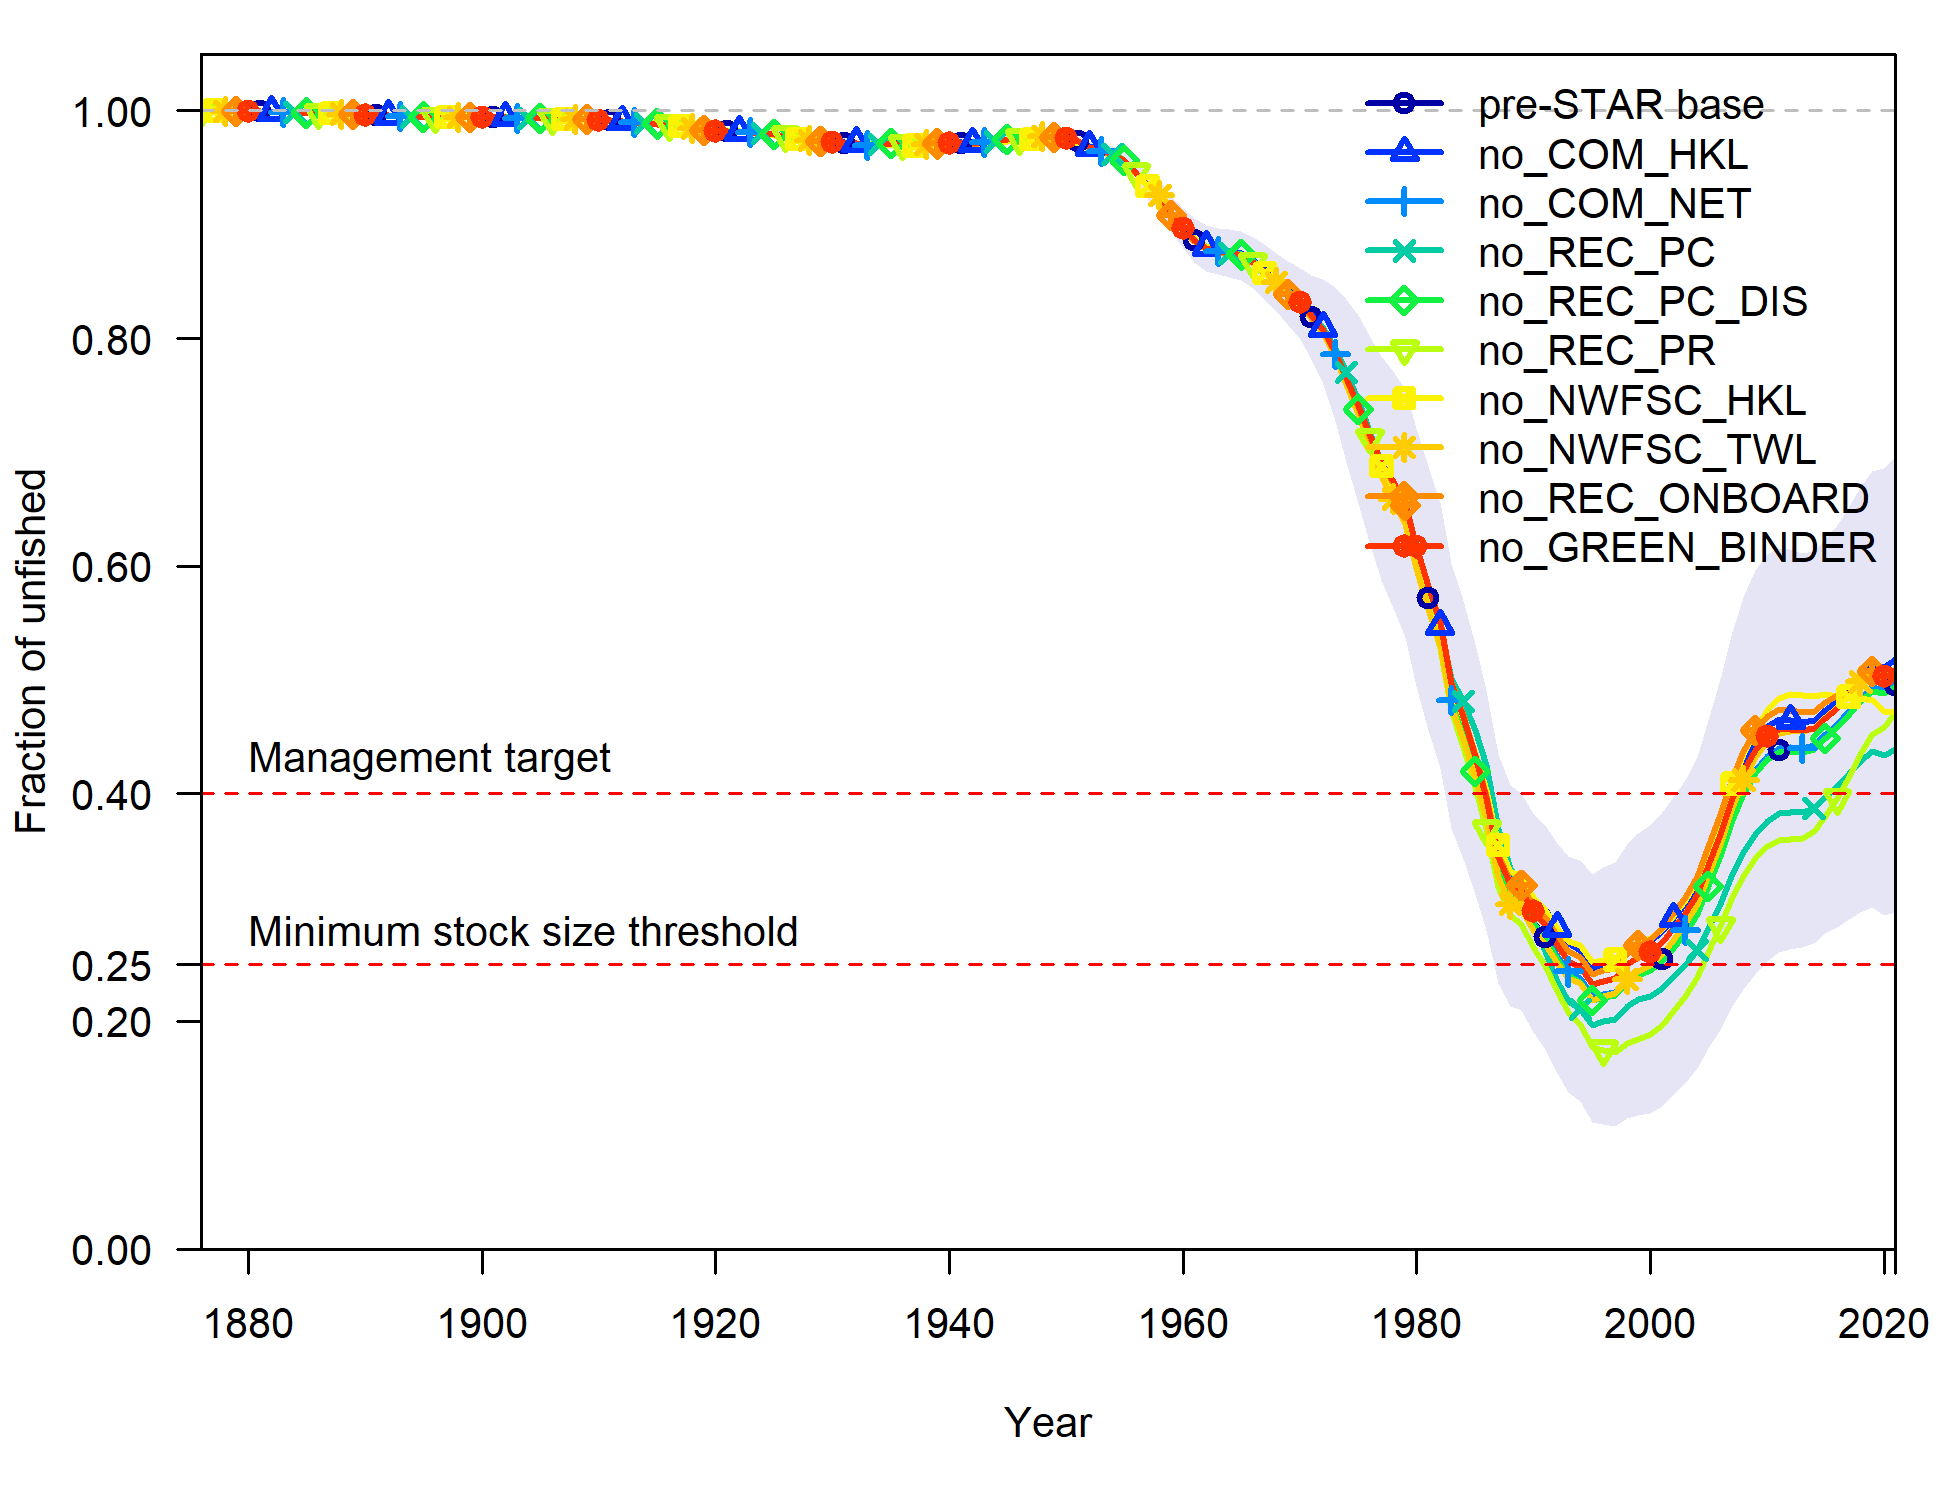 pre-STAR base
no_COM_HKL
no_COM_NET
no_REC_PC
no_REC_PC_DIS
no_REC_PR
no_NWFSC_HKL
no_NWFSC_TWL
no_REC_ONBOARD
no_GREEN_BINDER
1.00
0.80
0.60
0.40
0.25
0.20
0.00
Fraction of unfished
Management target
Minimum stock size threshold
1880 1900 1920 1940 1960 1980 2000 2020
Year